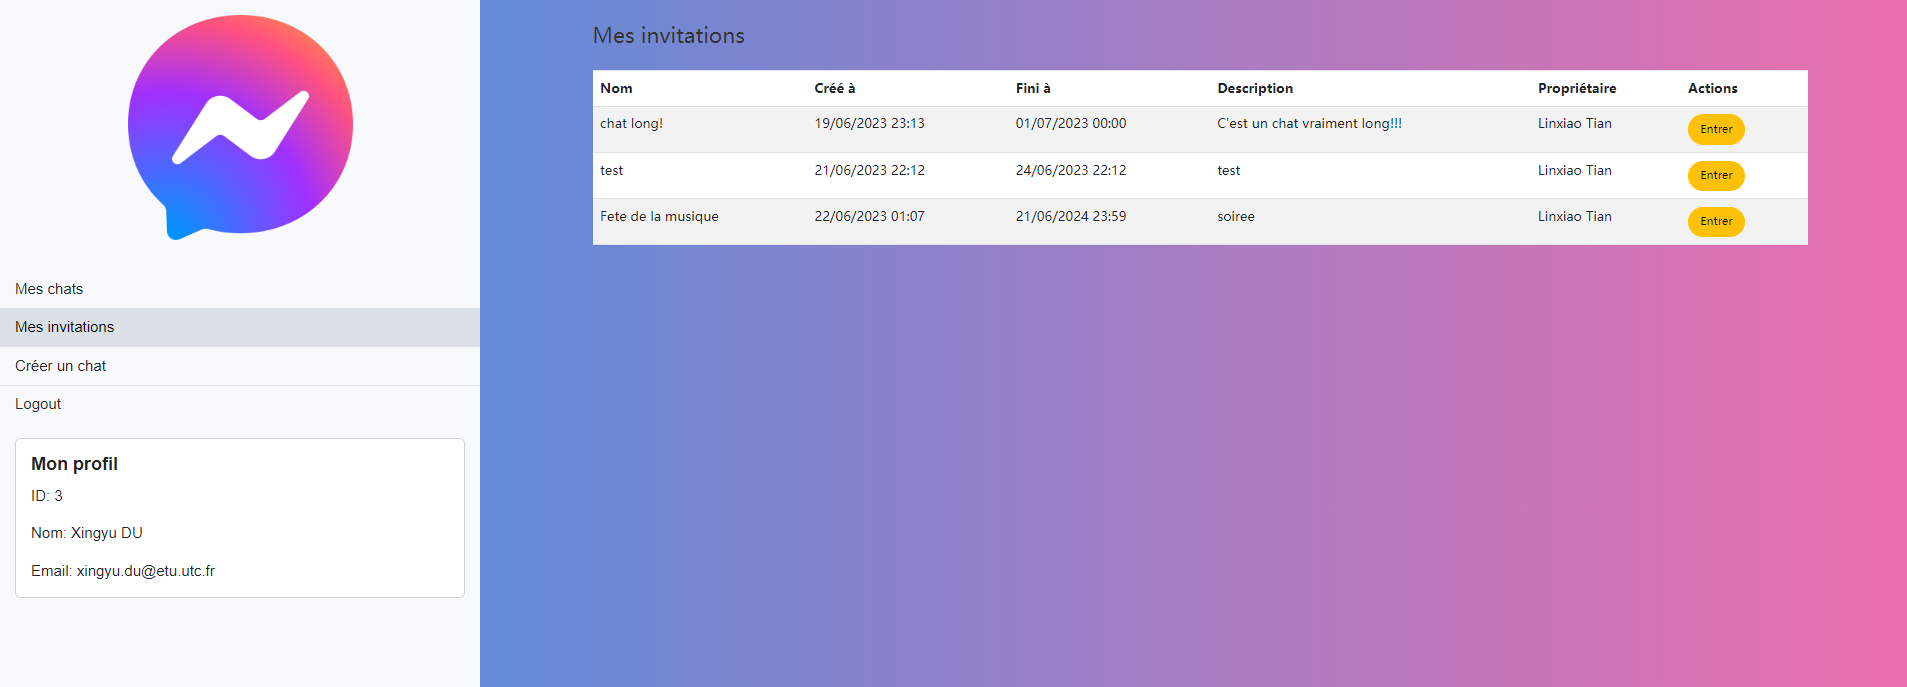 Mes chats
Mes invitations
Créer un chat
Logout
Mon profil
ID: 3
Nom: Xingyu DU
Email: xingyu.du@etu.utc.fr
Mes invitations
Nom Créé à Fini à Description Propriétaire Actions
chat long! 19/06/2023 23:13 01/07/2023 00:00 C'est un chat vraiment long!!! Linxiao Tian Entrer
test 21/06/2023 22:12 24/06/2023 22:12 test Linxiao Tian Entrer
Fete de la musique 22/06/2023 01:07 21/06/2024 23:59 soiree Linxiao Tian Entrer